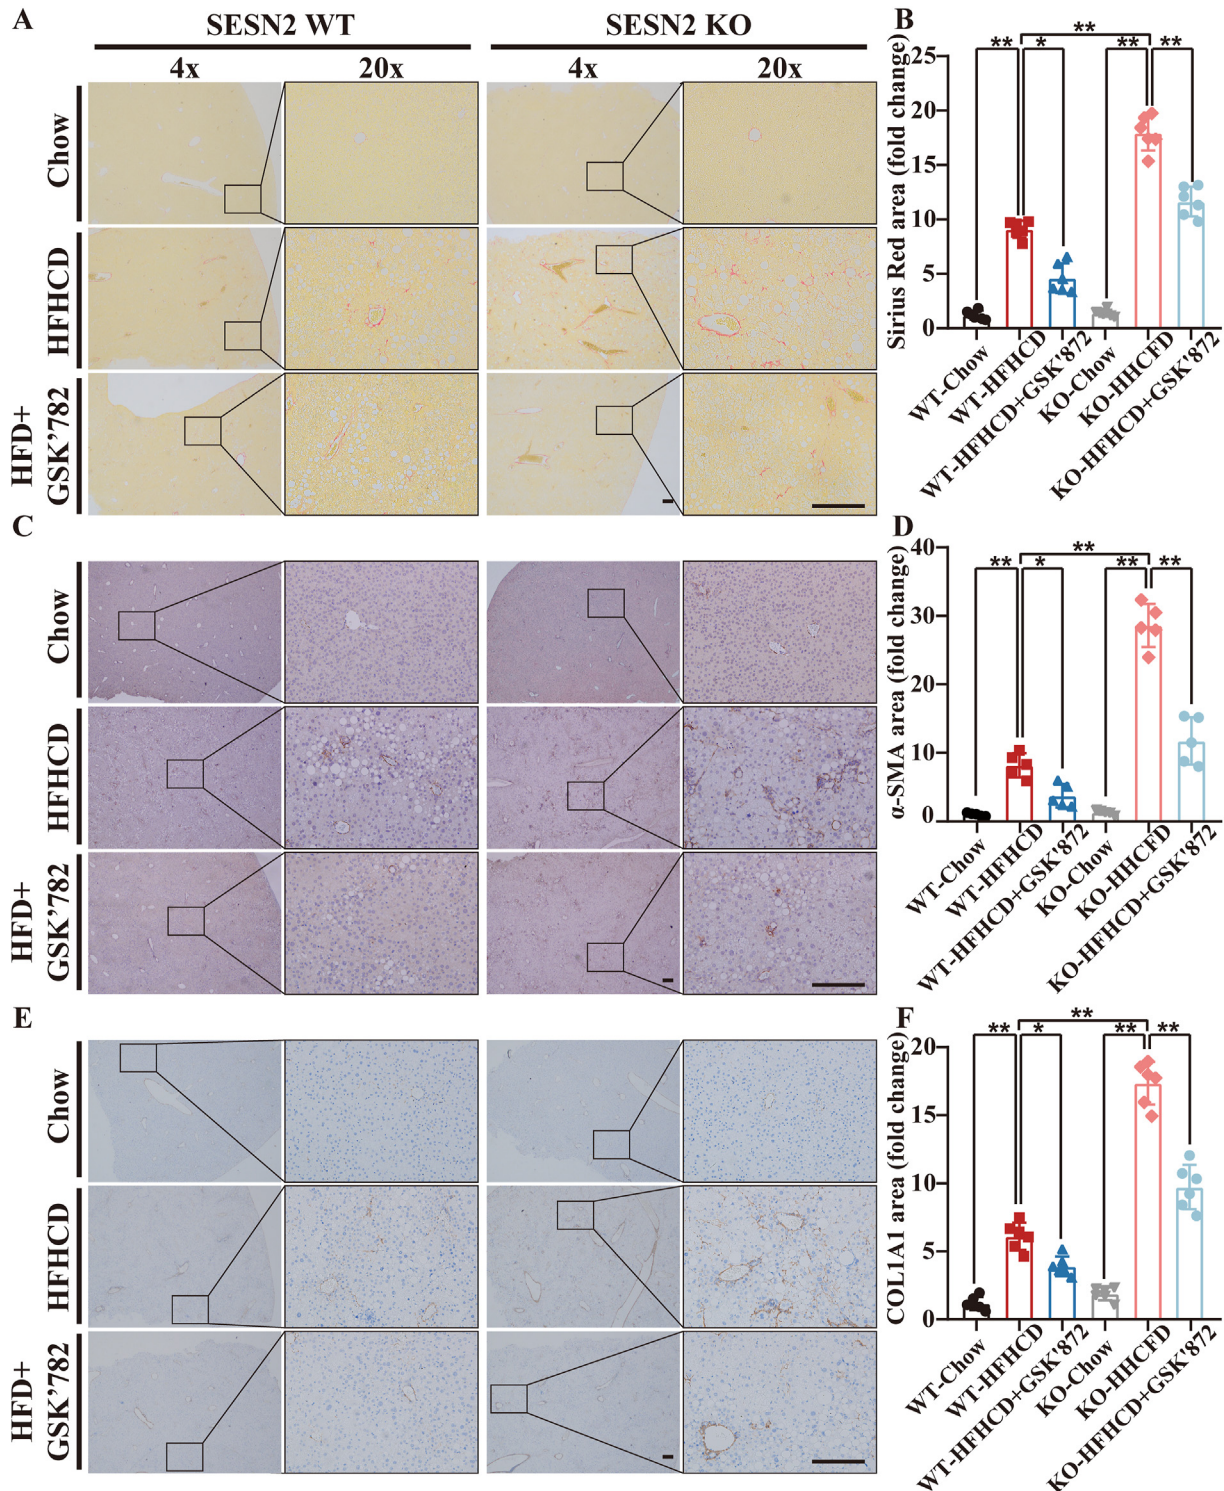 A
SESN2 WT
SESN2 KO
4x
20x
4x
20x
Chow
HFHCD
HFD+
GSK'782
B
Sirius Red area (fold change)
25
20
15
10
5
0
**
*
**
**
**
WT-Chow
WT-HFHCD
WT-HFHCD+GSK'872
KO-Chow
KO-HHCFD
KO-HFHCD+GSK'872
C
Chow
HFHCD
HFD+
GSK'782
D
α-SMA area (fold change)
40
30
20
10
0
**
*
**
**
**
WT-Chow
WT-HFHCD
WT-HFHCD+GSK'872
KO-Chow
KO-HHCFD
KO-HFHCD+GSK'872
E
Chow
HFHCD
HFD+
GSK'782
F
COL1A1 area (fold change)
20
15
10
5
0
**
*
**
**
**
WT-Chow
WT-HFHCD
WT-HFHCD+GSK'872
KO-Chow
KO-HHCFD
KO-HFHCD+GSK'872